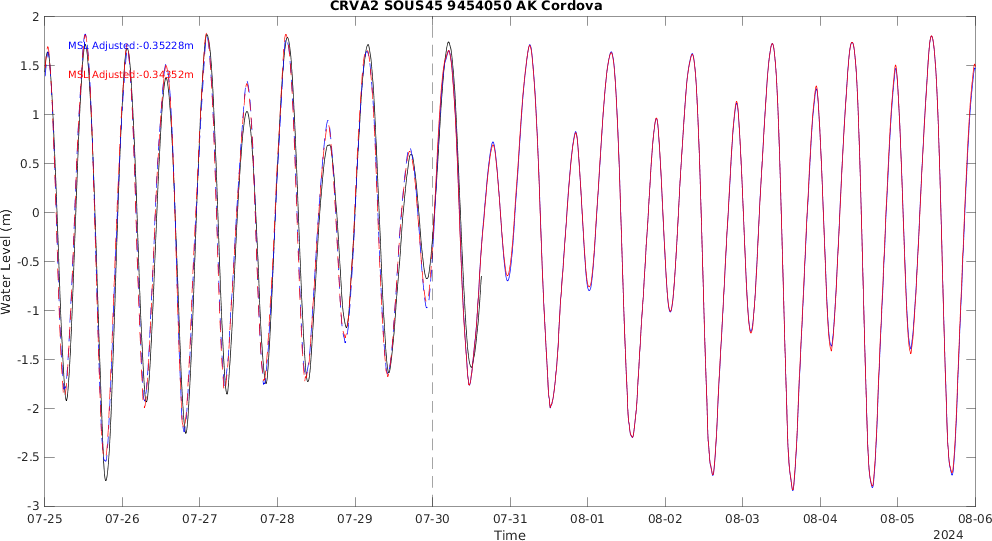 CRVA2 SOUS45 9454050 AK Cordova
MSL Adjusted:-0.35228m
MSL Adjusted:-0.34352m
2
1.5
1
0.5
0
-0.5
-1
-1.5
-2
-2.5
-3
Water Level (m)
07-25 07-26 07-27 07-28 07-29 07-30 07-31 08-01 08-02 08-03 08-04 08-05 08-06
Time
2024